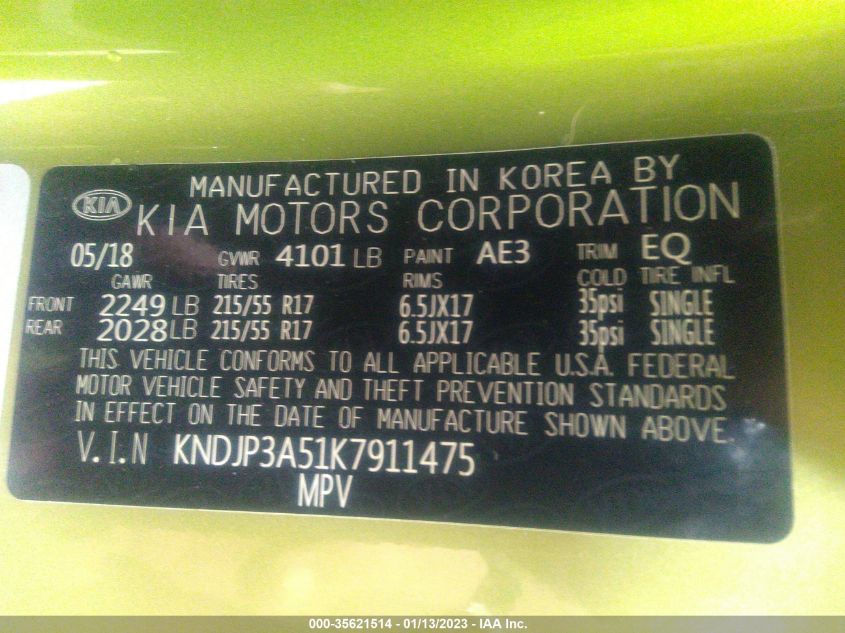 MANUFACTURED IN KOREA BY
KIA KIA MOTORS CORPORATION
05/18 GVWR 4101 LB PAINT AE3 TRIM EQ
GAWR TIRES RIMS COLD TIRE INFL
FRONT 2249 LB 215/55 R17 6.5JX17 35psi SINGLE
REAR 2028 LB 215/55 R17 6.5JX17 35psi SINGLE
THIS VEHICLE CONFORMS TO ALL APPLICABLE U.S.A. FEDERAL
MOTOR VEHICLE SAFETY AND THEFT PREVENTION STANDARDS
IN EFFECT ON THE DATE OF MANUFACTURE SHOWN ABOVE.
V.I.N KNDJP3A51K7911475
MPV
000-35621514 - 01/13/2023 - IAA Inc.